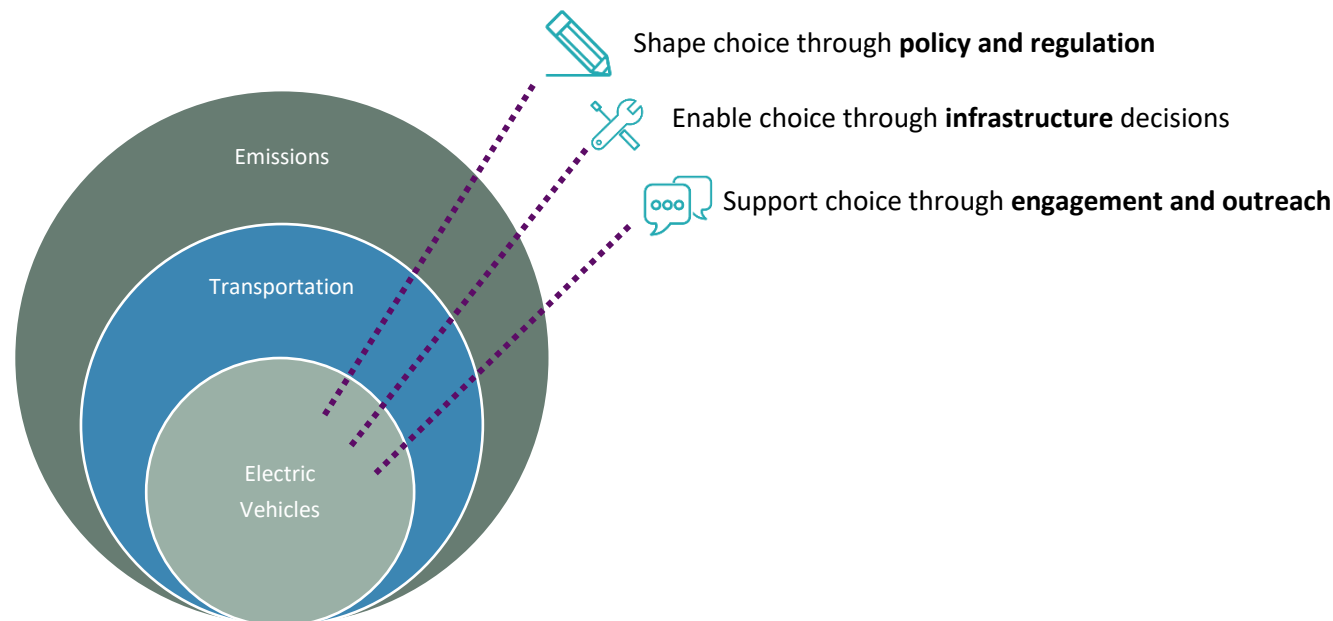 Shape choice through policy and regulation
Enable choice through infrastructure decisions
Support choice through engagement and outreach
Emissions
Transportation
Electric
Vehicles